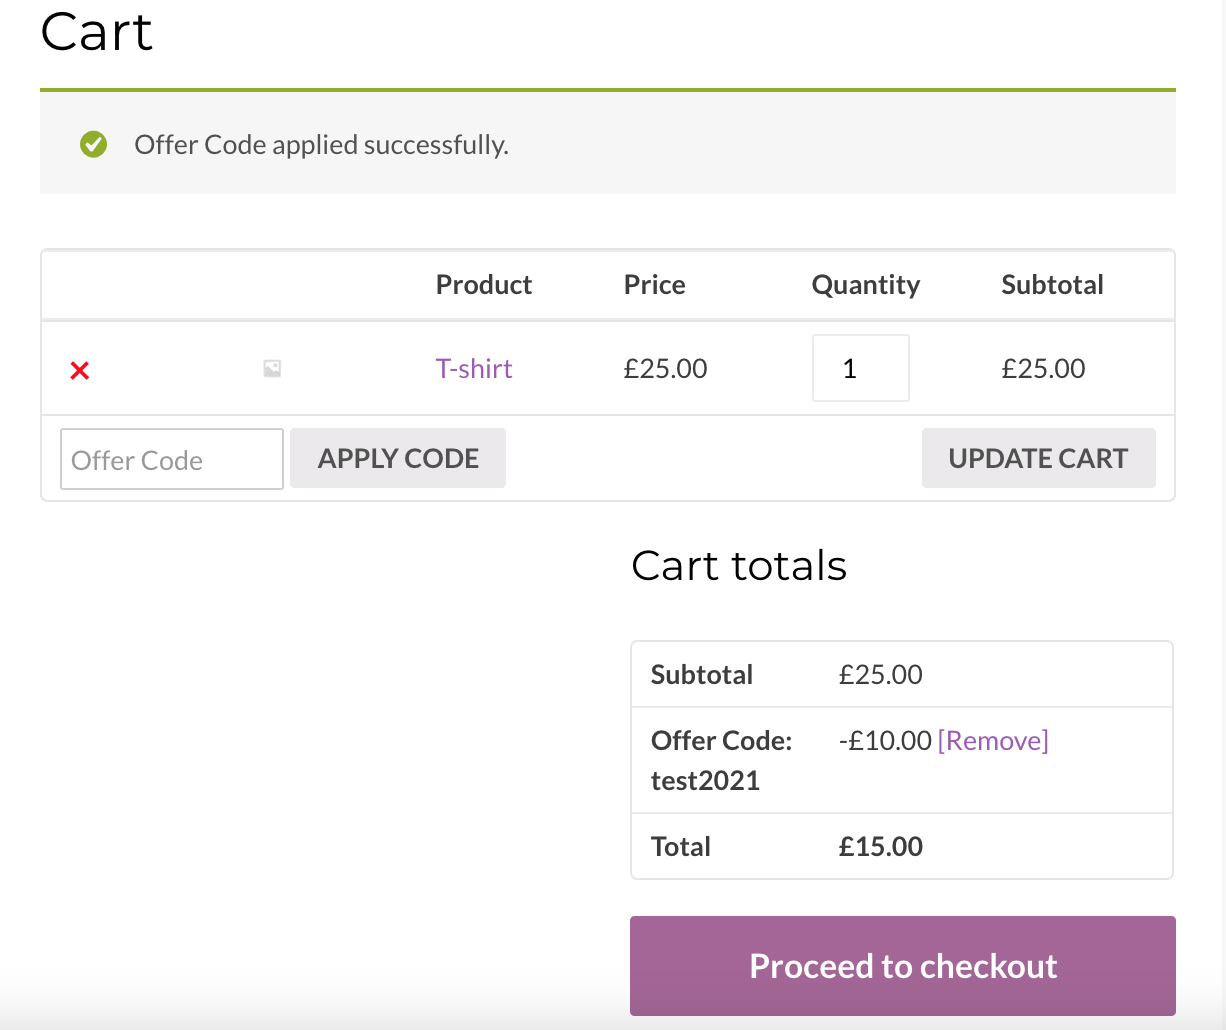 Cart
Offer Code applied successfully.
Product Price Quantity Subtotal
T-shirt £25.00 1 £25.00
Offer Code APPLY CODE UPDATE CART
Cart totals
Subtotal £25.00
Offer Code: -£10.00 [Remove]
test2021
Total £15.00
Proceed to checkout